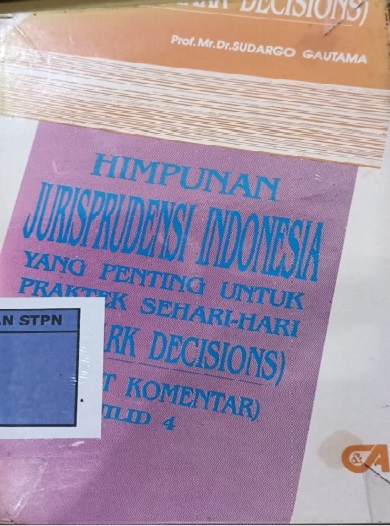 DECISIONS)
Prof.Mr.Dr.SUDARGO GAUTAMA
HIMPUNAN
JURISPRUDENSI INDONESIA
YANG PENTING UNTUK
PRAKTEK SEHARI-HARI
ARK DECISIONS)
T KOMENTAR)
ILID 4
AN STPN
C&A